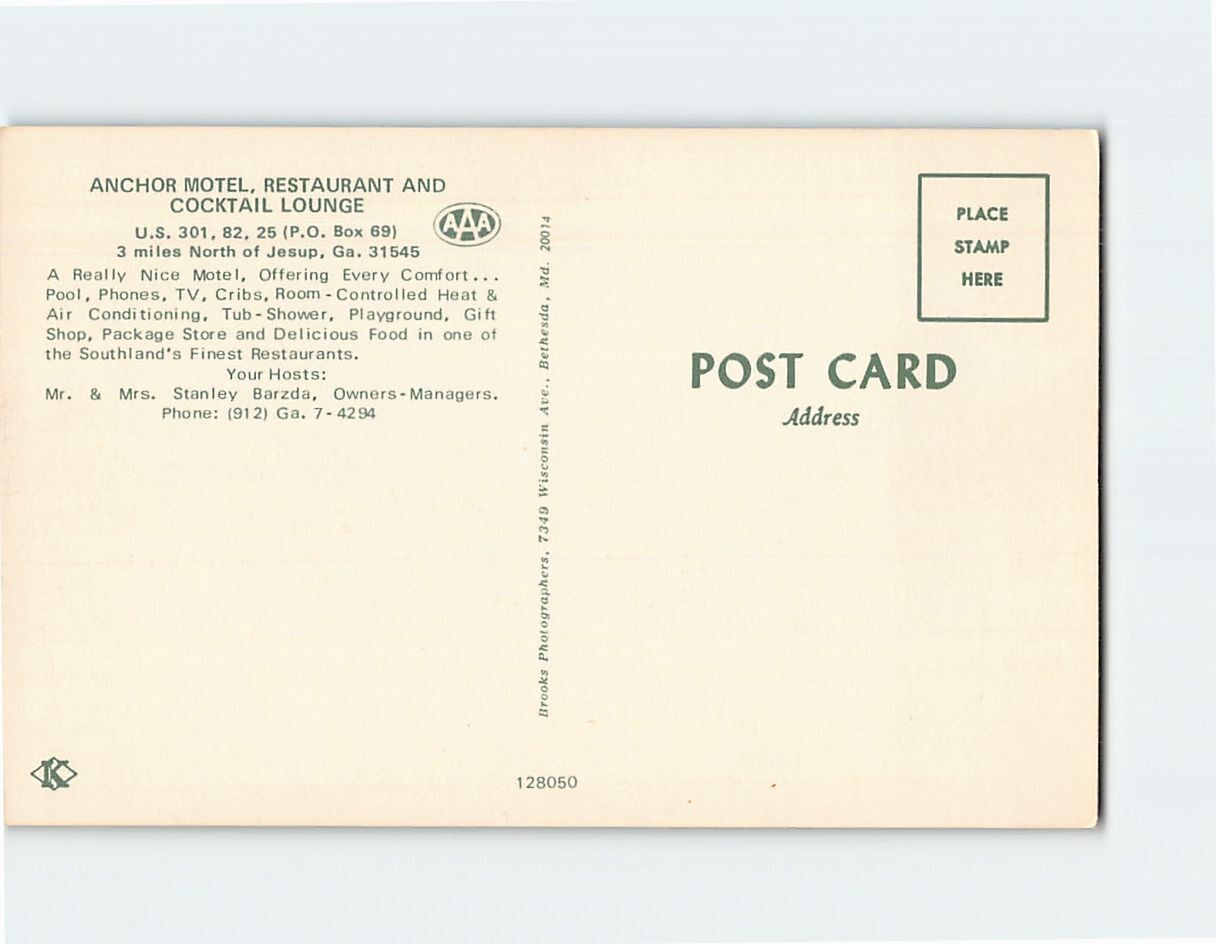 ANCHOR MOTEL, RESTAURANT AND
COCKTAIL LOUNGE
U.S. 301, 82, 25 (P.O. Box 69)
3 miles North of Jesup, Ga. 31545
AAA
A Really Nice Motel, Offering Every Comfort...
Pool, Phones, TV, Cribs, Room-Controlled Heat &
Air Conditioning, Tub-Shower, Playground, Gift
Shop, Package Store and Delicious Food in one of
the Southland's Finest Restaurants.
Your Hosts:
Mr. & Mrs. Stanley Barzda, Owners-Managers.
Phone: (912) Ga. 7-4294
K
Brooks Photographers, 7349 Wisconsin Ave., Bethesda, Md. 20014
128050
PLACE
STAMP
HERE
POST CARD
Address